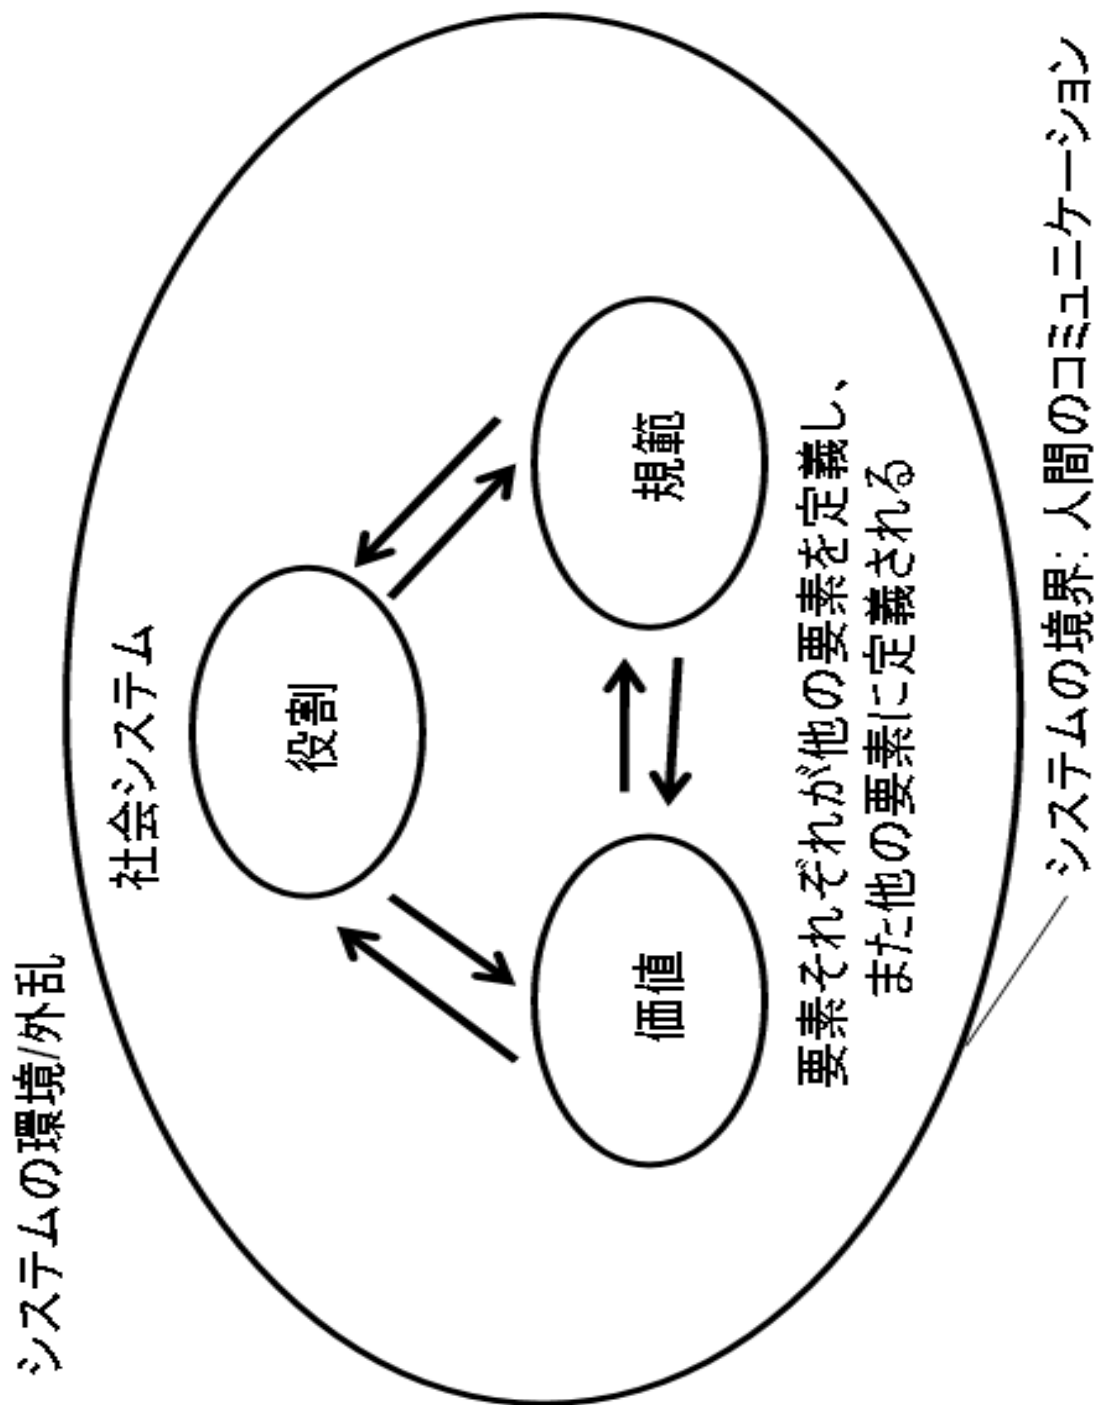 システムの環境/外乱
社会システム
役割
価値
規範
要素それぞれが他の要素を定義し、
また他の要素に定義される
システムの境界: 人間のコミュニケーション